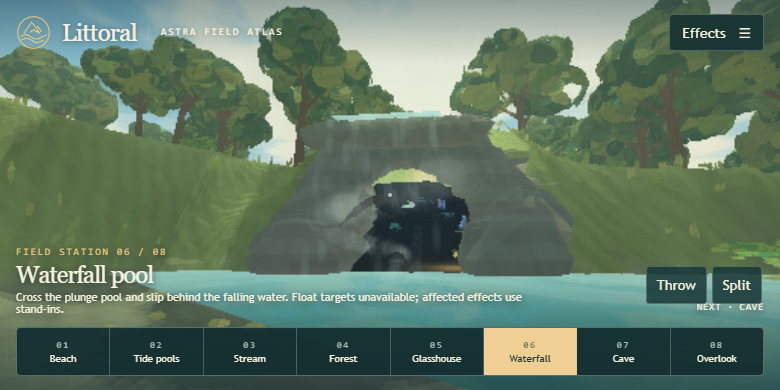 Littoral
ASTRA FIELD ATLAS
Effects ☰
FIELD STATION 06 / 08
Waterfall pool
Cross the plunge pool and slip behind the falling water. Float targets unavailable; affected effects use
stand-ins.
Throw
Split
NEXT · CAVE
01
Beach
02
Tide pools
03
Stream
04
Forest
05
Glasshouse
06
Waterfall
07
Cave
08
Overlook